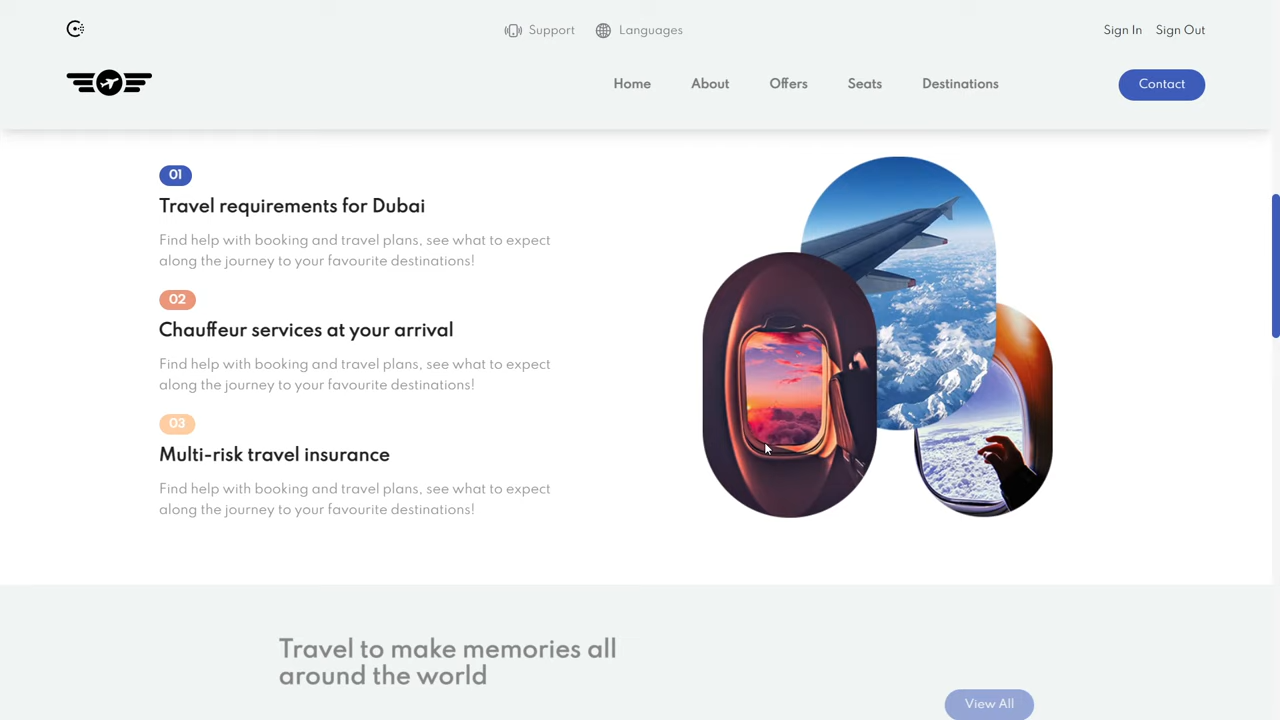 Support
Languages
Sign In
Sign Out
Home
About
Offers
Seats
Destinations
Contact
01
Travel requirements for Dubai
Find help with booking and travel plans, see what to expect
along the journey to your favourite destinations!
02
Chauffeur services at your arrival
Find help with booking and travel plans, see what to expect
along the journey to your favourite destinations!
03
Multi-risk travel insurance
Find help with booking and travel plans, see what to expect
along the journey to your favourite destinations!
Travel to make memories all
around the world
View All